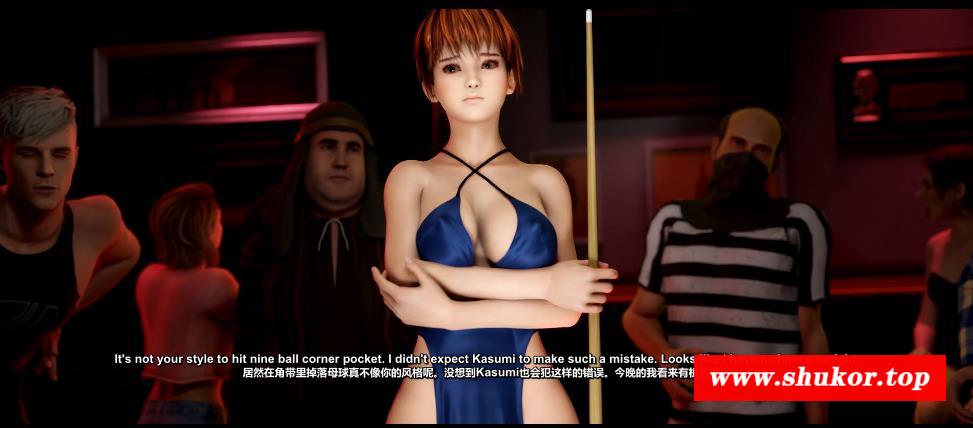 It's not your style to hit nine ball corner pocket. I didn't expect Kasumi to make such a mistake. Looks
居然在角带里掉落母球真不像你的风格呢。没想到Kasumi也会犯这样的错误。今晚的我看来有
www.shukor.top